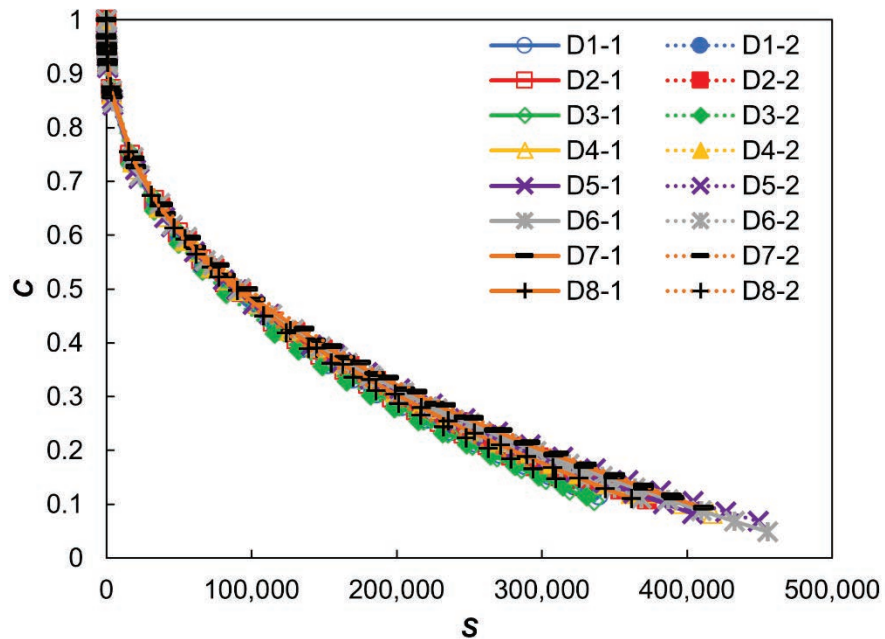 1
0.9
0.8
0.7
0.6
0.5
0.4
0.3
0.2
0.1
0
C
D1-1 D1-2
D2-1 D2-2
D3-1 D3-2
D4-1 D4-2
D5-1 D5-2
D6-1 D6-2
D7-1 D7-2
D8-1 D8-2
0 100,000 200,000 300,000 400,000 500,000
S